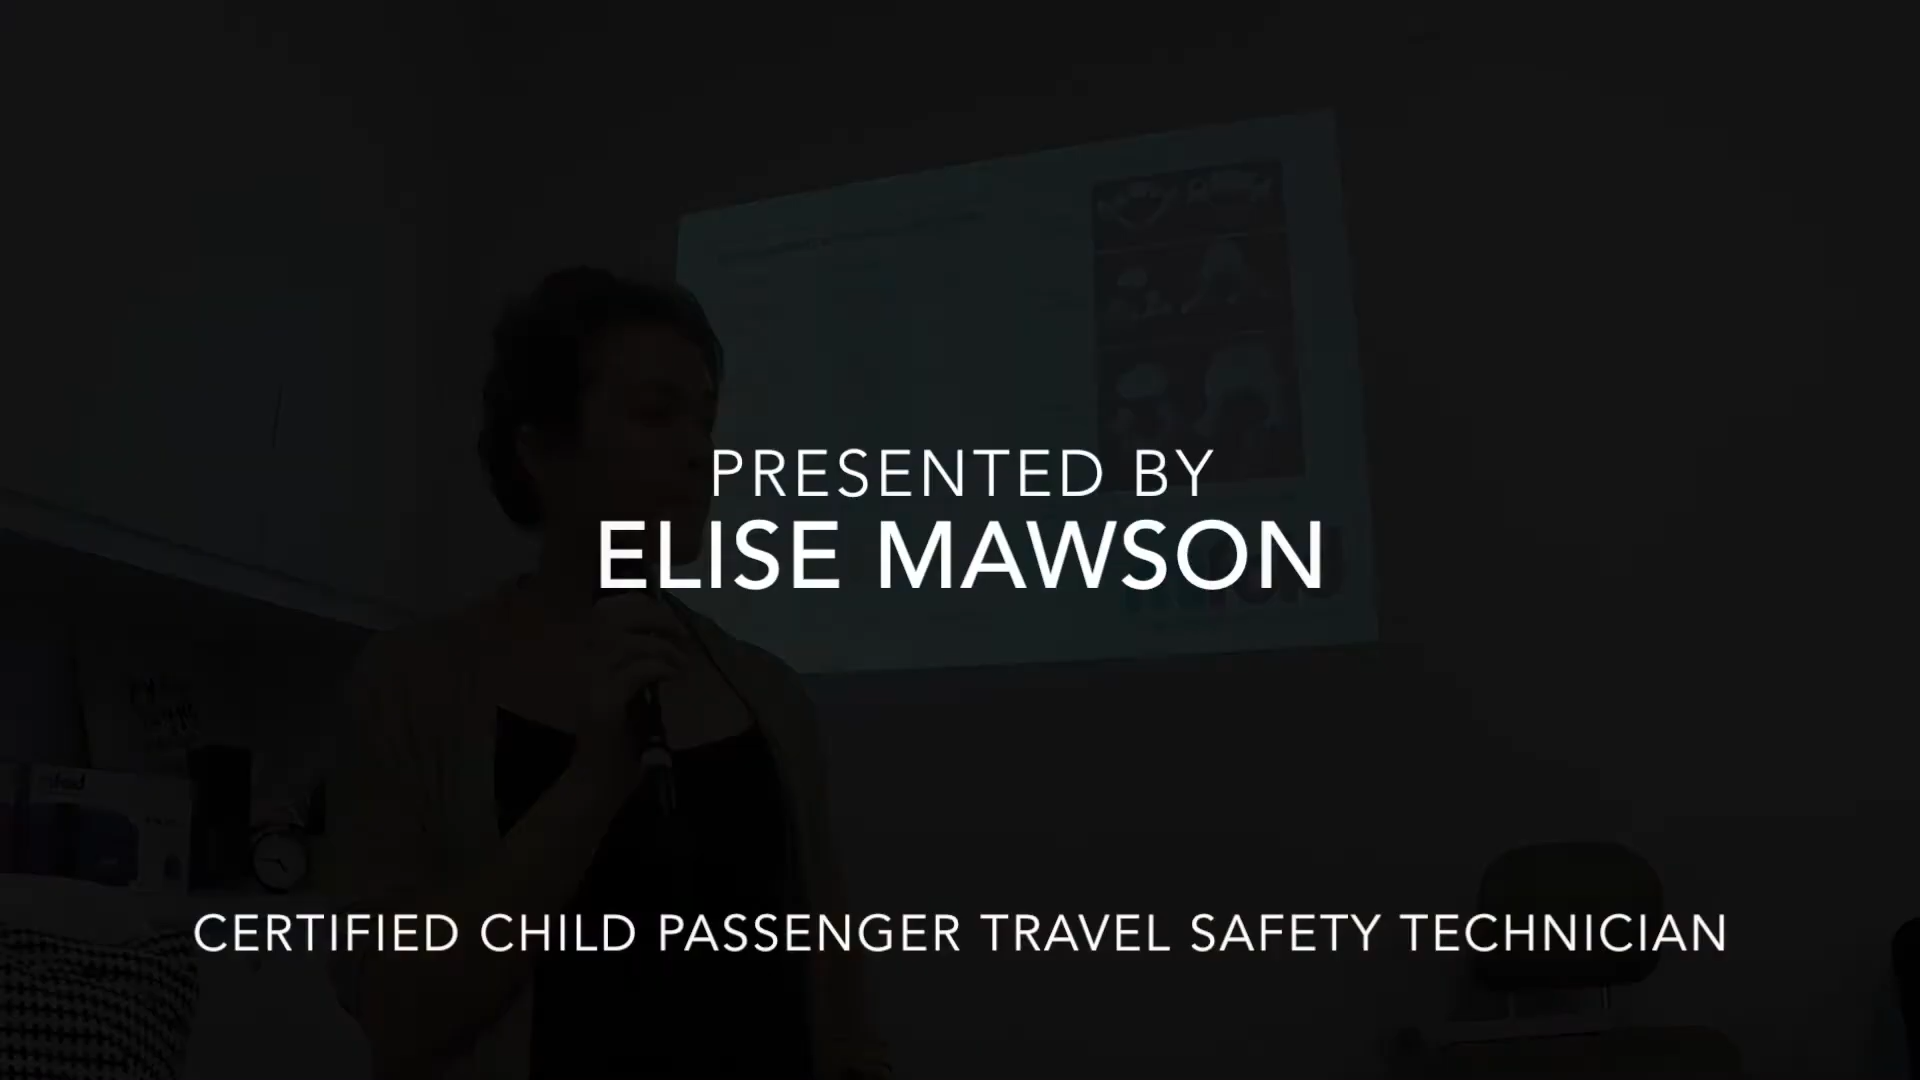 PRESENTED BY
ELISE MAWSON
CERTIFIED CHILD PASSENGER TRAVEL SAFETY TECHNICIAN